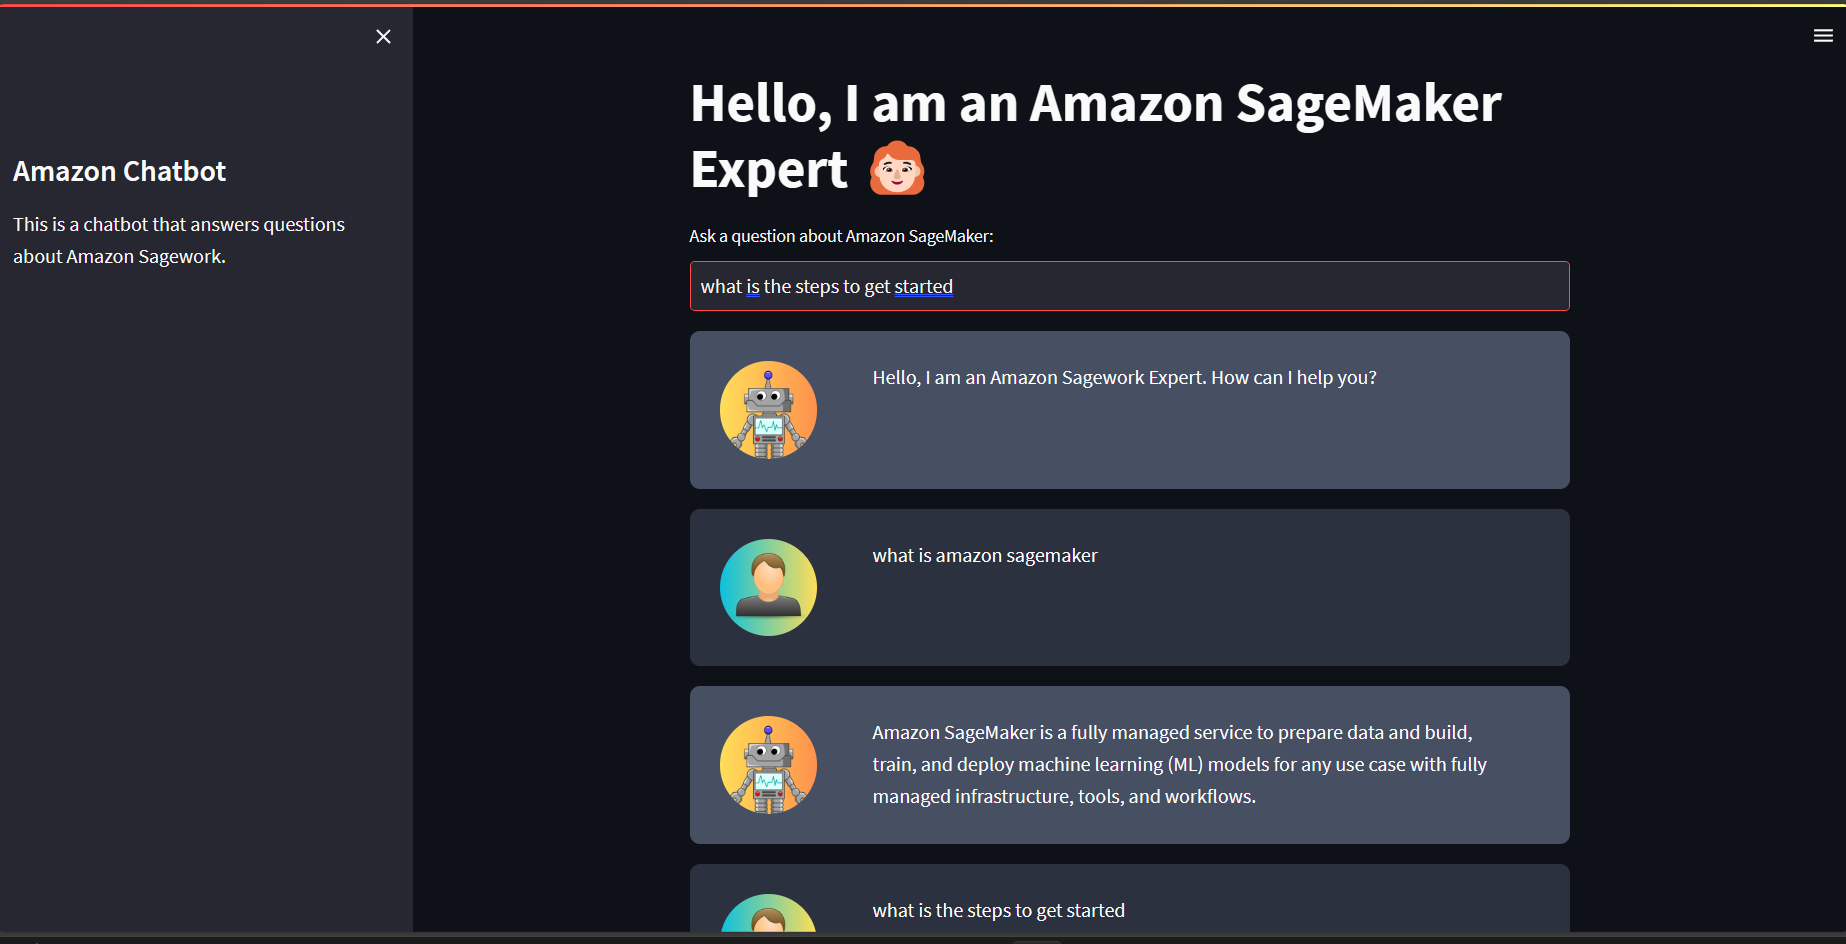 Amazon Chatbot
This is a chatbot that answers questions
about Amazon Sagework.
Hello, I am an Amazon SageMaker
Expert
Ask a question about Amazon SageMaker:
what is the steps to get started
Hello, I am an Amazon Sagework Expert. How can I help you?
what is amazon sagemaker
Amazon SageMaker is a fully managed service to prepare data and build,
train, and deploy machine learning (ML) models for any use case with fully
managed infrastructure, tools, and workflows.
what is the steps to get started